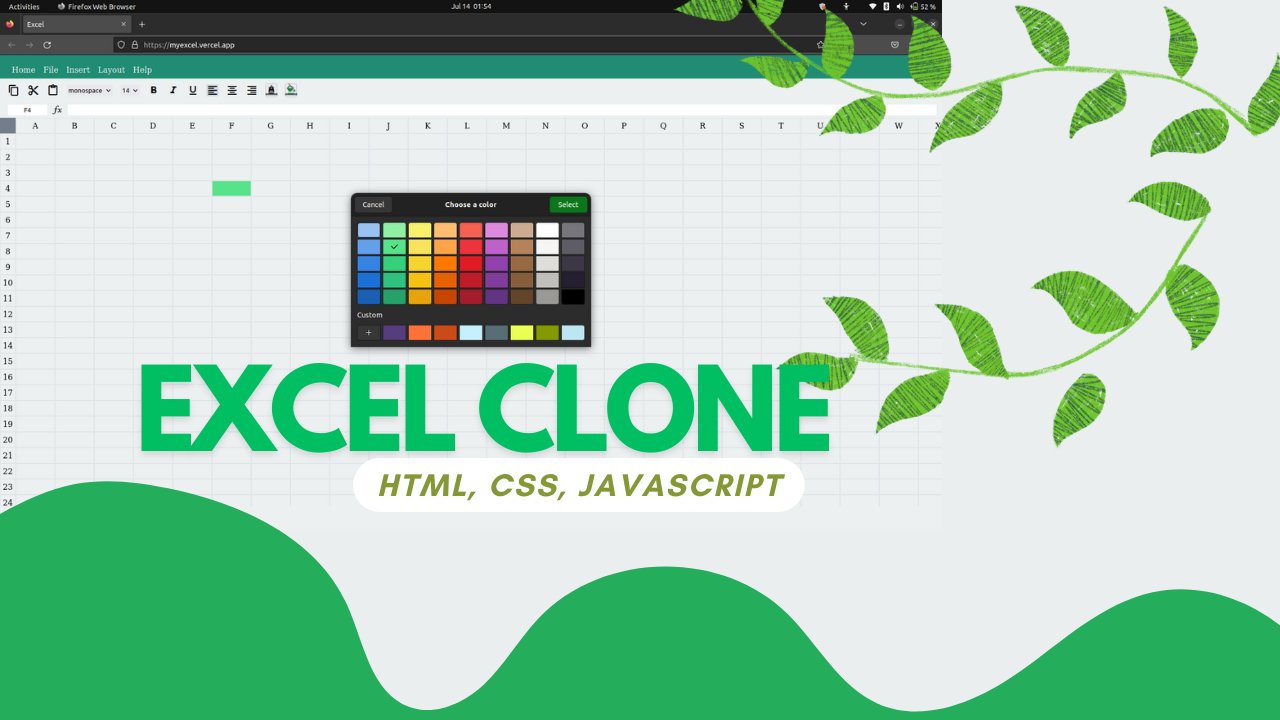 Activities Firefox Web Browser Jul 14 01:54 52 %
Excel
https://myexcel.vercel.app
Home File Insert Layout Help
monospace 14 B I U
F4 fx
A B C D E F G H I J K L M N O P Q R S T U W X
1
2
3
4
5
6
7
8
9
10
11
12
13
14
15
16
17
18
19
20
21
22
23
24
Cancel Choose a color Select
Custom
EXCEL CLONE
HTML, CSS, JAVASCRIPT